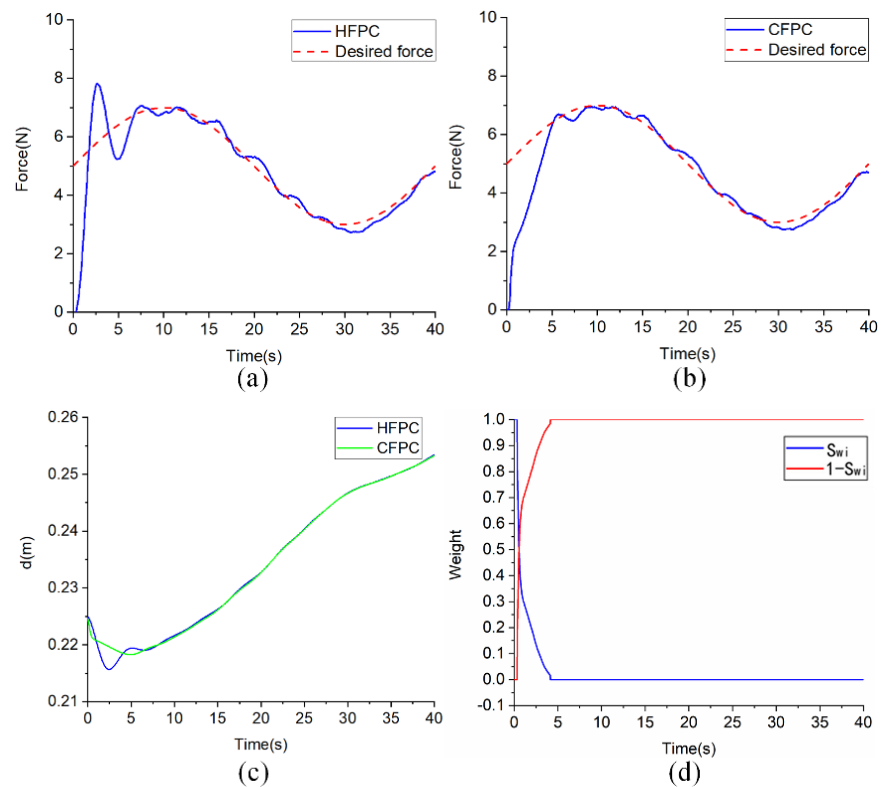 HFPC
Desired force
10
8
6
4
2
0
Force(N)
0 5 10 15 20 25 30 35 40
Time(s)
(a)
CFPC
Desired force
10
8
6
4
2
0
Force(N)
0 5 10 15 20 25 30 35 40
Time(s)
(b)
HFPC
CFPC
0.26
0.25
0.24
0.23
0.22
0.21
d(m)
0 5 10 15 20 25 30 35 40
Time(s)
(c)
Swi
1-Swi
1.0
0.9
0.8
0.7
0.6
0.5
0.4
0.3
0.2
0.1
0.0
-0.1
Weight
0 5 10 15 20 25 30 35 40
Time(s)
(d)